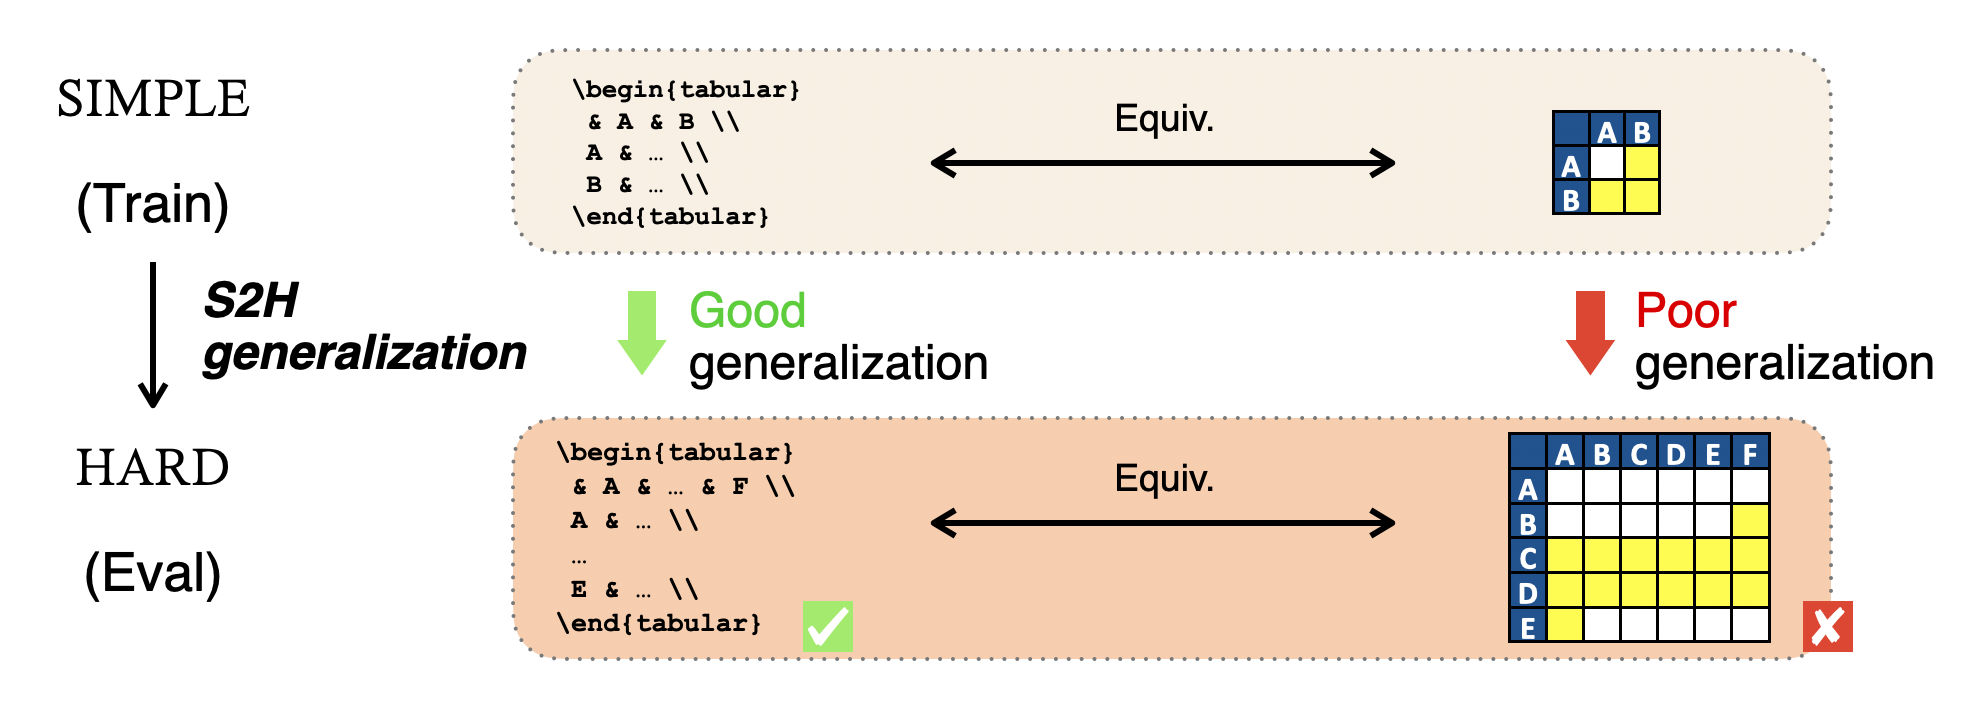 SIMPLE
(Train)
\begin{tabular}
& A & B \\
A & … \\
B & … \\
\end{tabular}
Equiv.
A B
A
B
S2H
generalization
Good
generalization
Poor
generalization
HARD
(Eval)
\begin{tabular}
& A & … & F \\
A & … \\
…
E & … \\
\end{tabular}
Equiv.
A B C D E F
A
B
C
D
E